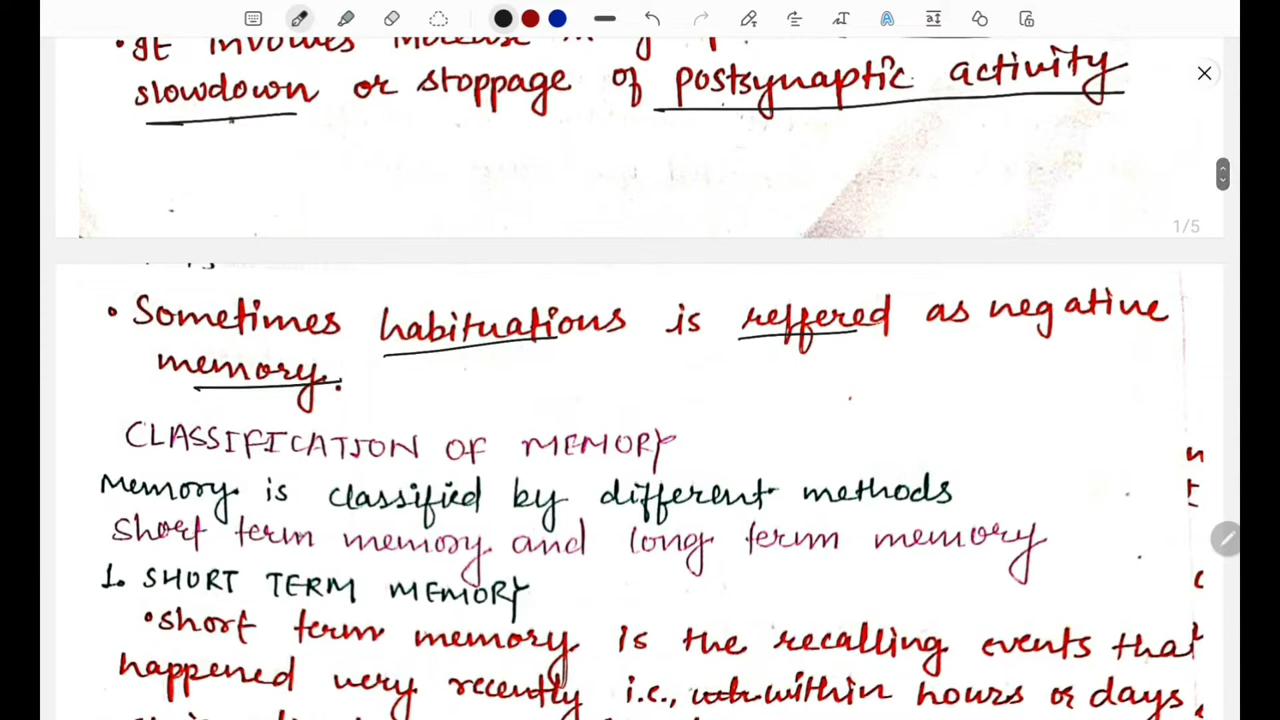 •It involves
slowdown or stoppage of postsynaptic activity
1/5
• Sometimes habituations is reffered as negative
memory.
CLASSIFICATION OF MEMORY
Memory is classified by different methods
Short term memory and long term memory
1. SHORT TERM MEMORY
•Short term memory is the recalling events that
happened very recently i.e., within hours or days.